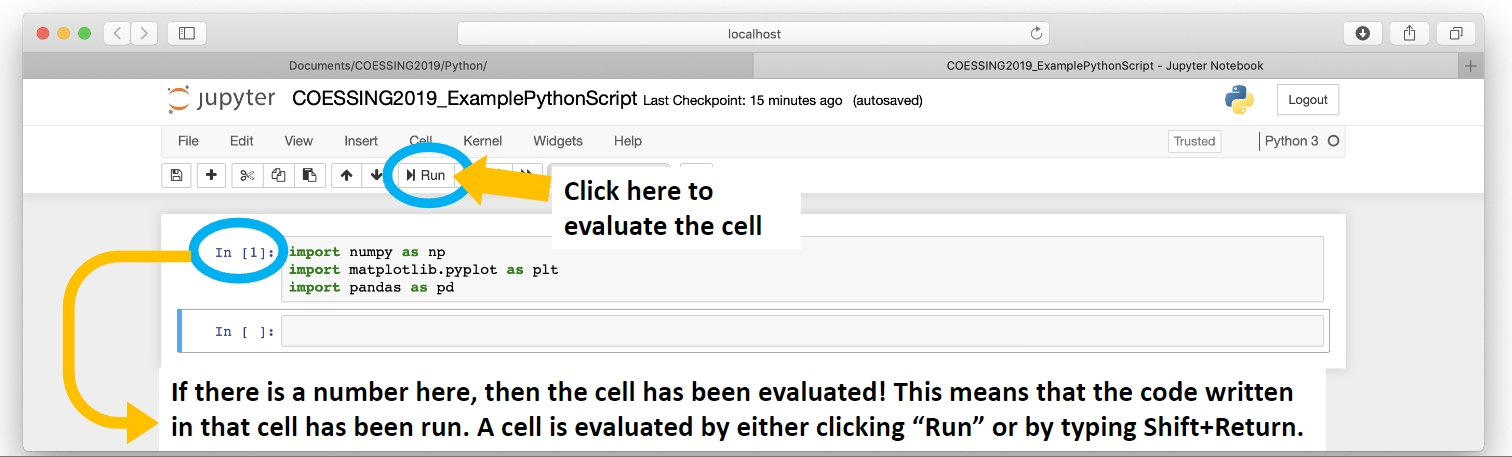 localhost
Documents/COESSING2019/Python/
COESSING2019_ExamplePythonScript - Jupyter Notebook
jupyter COESSING2019_ExamplePythonScript Last Checkpoint: 15 minutes ago (autosaved)
Logout
File Edit View Insert Cell Kernel Widgets Help
Trusted Python 3
Run
Click here to
evaluate the cell
In [1]: import numpy as np
import matplotlib.pyplot as plt
import pandas as pd
In [ ]:
If there is a number here, then the cell has been evaluated! This means that the code written
in that cell has been run. A cell is evaluated by either clicking “Run” or by typing Shift+Return.